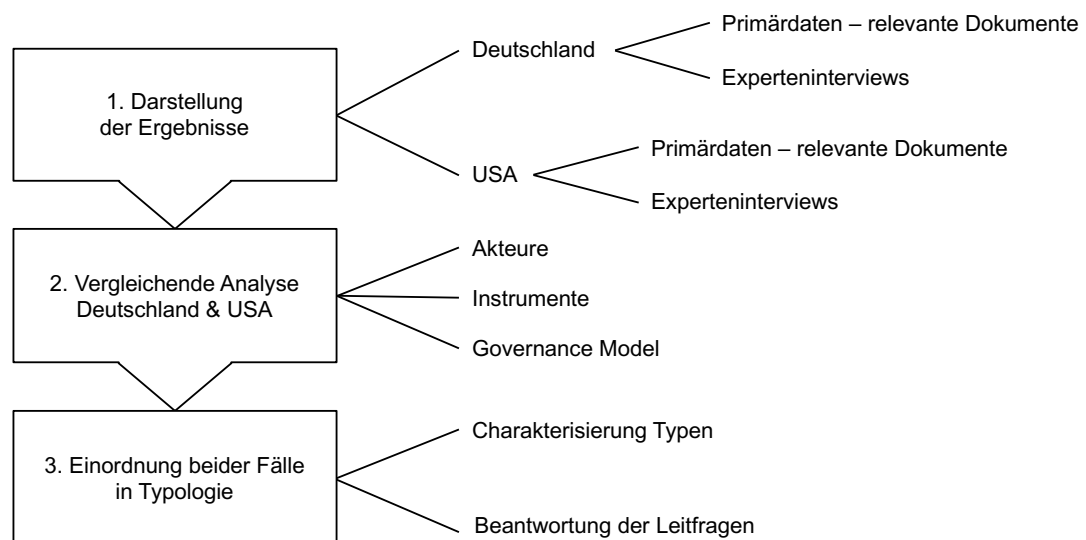 1. Darstellung
der Ergebnisse
Deutschland
Primärdaten – relevante Dokumente
Experteninterviews
USA
Primärdaten – relevante Dokumente
Experteninterviews
2. Vergleichende Analyse
Deutschland & USA
Akteure
Instrumente
Governance Model
3. Einordnung beider Fälle
in Typologie
Charakterisierung Typen
Beantwortung der Leitfragen